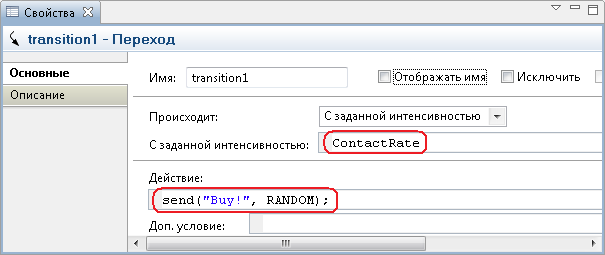 Свойства
transition1 - Переход
Основные
Описание
Имя: transition1 Отображать имя Исключить
Происходит: С заданной интенсивностью
С заданной интенсивностью: ContactRate
Действие:
send("Buy!", RANDOM);
Доп. условие: